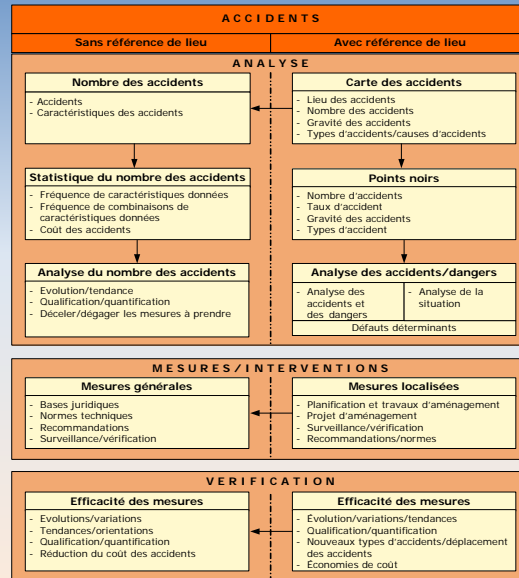 ACCIDENTS
Sans référence de lieu
Avec référence de lieu
ANALYSE
Nombre des accidents
- Accidents
- Caractéristiques des accidents
Carte des accidents
- Lieu des accidents
- Nombre des accidents
- Gravité des accidents
- Types d'accidents/causes d'accidents
Statistique du nombre des accidents
- Fréquence de caractéristiques données
- Fréquence de combinaisons de
caractéristiques données
- Coût des accidents
Points noirs
- Nombre d'accidents
- Taux d'accident
- Gravité des accidents
- Types d'accident
Analyse du nombre des accidents
- Evolution/tendance
- Qualification/quantification
- Déceler/dégager les mesures à prendre
Analyse des accidents/dangers
- Analyse des
accidents et
des dangers
- Analyse de la
situation
Défauts déterminants
MESURES/INTERVENTIONS
Mesures générales
- Bases juridiques
- Normes techniques
- Recommandations
- Surveillance/vérification
Mesures localisées
- Planification et travaux d'aménagement
- Projet d'aménagement
- Surveillance/vérification
- Recommandations/normes
VERIFICATION
Efficacité des mesures
- Evolutions/variations
- Tendances/orientations
- Qualification/quantification
- Réduction du coût des accidents
Efficacité des mesures
- Évolution/variations/tendances
- Qualification/quantification
- Nouveaux types d'accidents/déplacement
des accidents
- Économies de coût